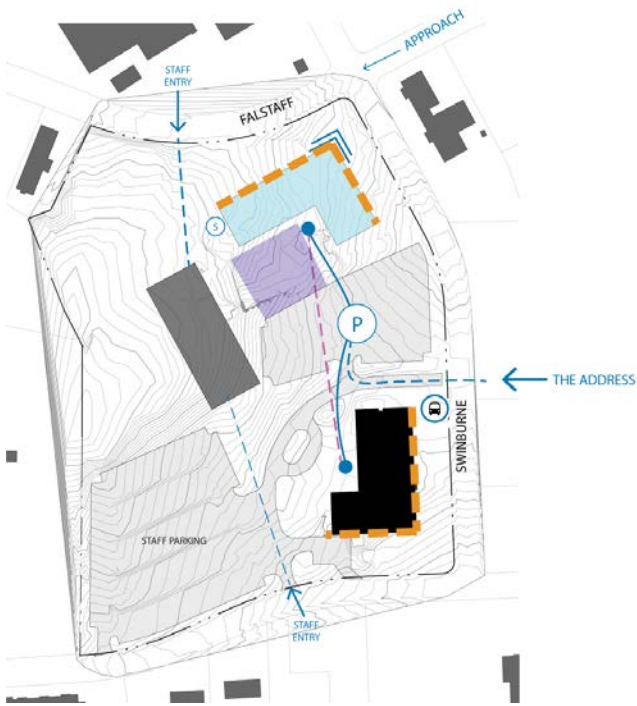 APPROACH
STAFF
ENTRY
FALSTAFF
S
P
THE ADDRESS
SWINBURNE
STAFF PARKING
STAFF
ENTRY